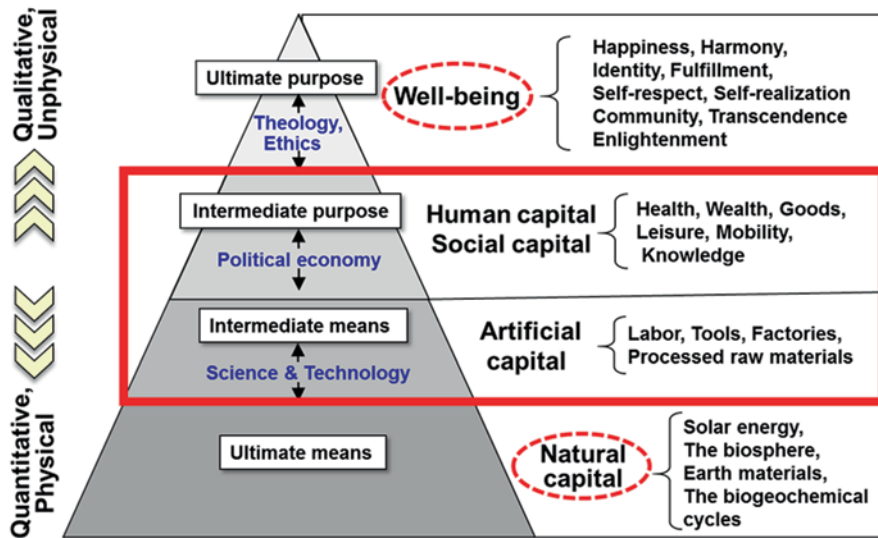 Qualitative,
Unphysical
Quantitative,
Physical
Ultimate purpose
Theology,
Ethics
Intermediate purpose
Political economy
Intermediate means
Science & Technology
Ultimate means
Well-being
Happiness, Harmony,
Identity, Fulfillment,
Self-respect, Self-realization
Community, Transcendence
Enlightenment
Human capital
Social capital
Health, Wealth, Goods,
Leisure, Mobility,
Knowledge
Artificial
capital
Labor, Tools, Factories,
Processed raw materials
Natural
capital
Solar energy,
The biosphere,
Earth materials,
The biogeochemical
cycles